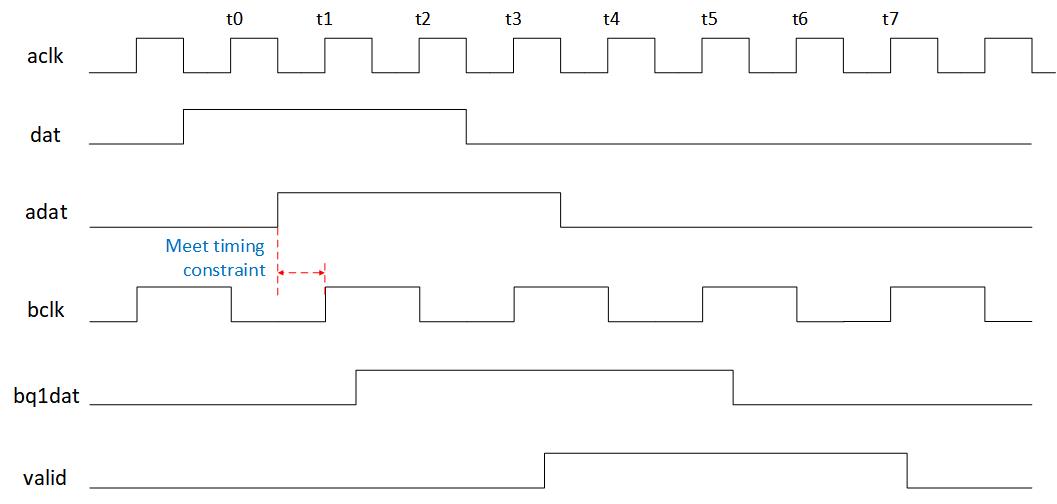 t0 t1 t2 t3 t4 t5 t6 t7
aclk
dat
adat
Meet timing
constraint
bclk
bq1dat
valid